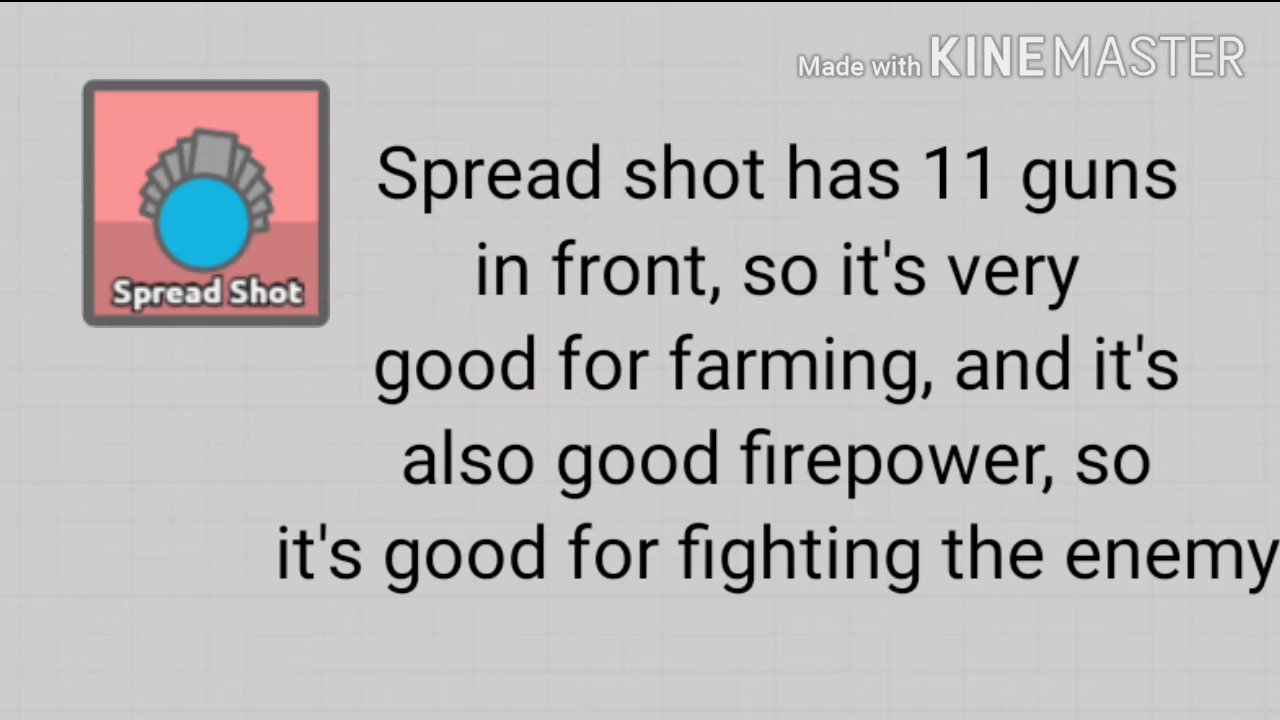 Made with KINEMASTER
Spread shot has 11 guns
in front, so it's very
good for farming, and it's
also good firepower, so
it's good for fighting the enemy
Spread Shot